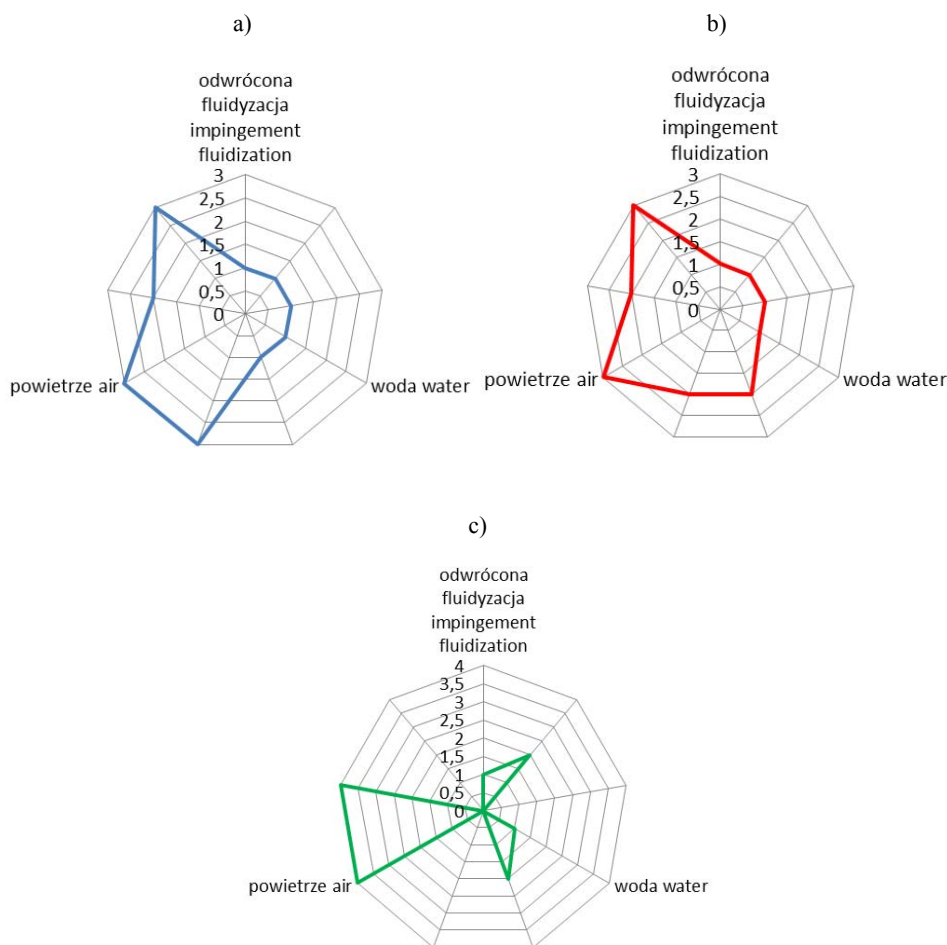 a)
odwrócona
fluidyzacja
impingement
fluidization
3
2,5
2
1,5
1
0,5
0
powietrze air
woda water
b)
odwrócona
fluidyzacja
impingement
fluidization
3
2,5
2
1,5
1
0,5
0
powietrze air
woda water
c)
odwrócona
fluidyzacja
impingement
fluidization
4
3,5
3
2,5
2
1,5
1
0,5
0
powietrze air
woda water